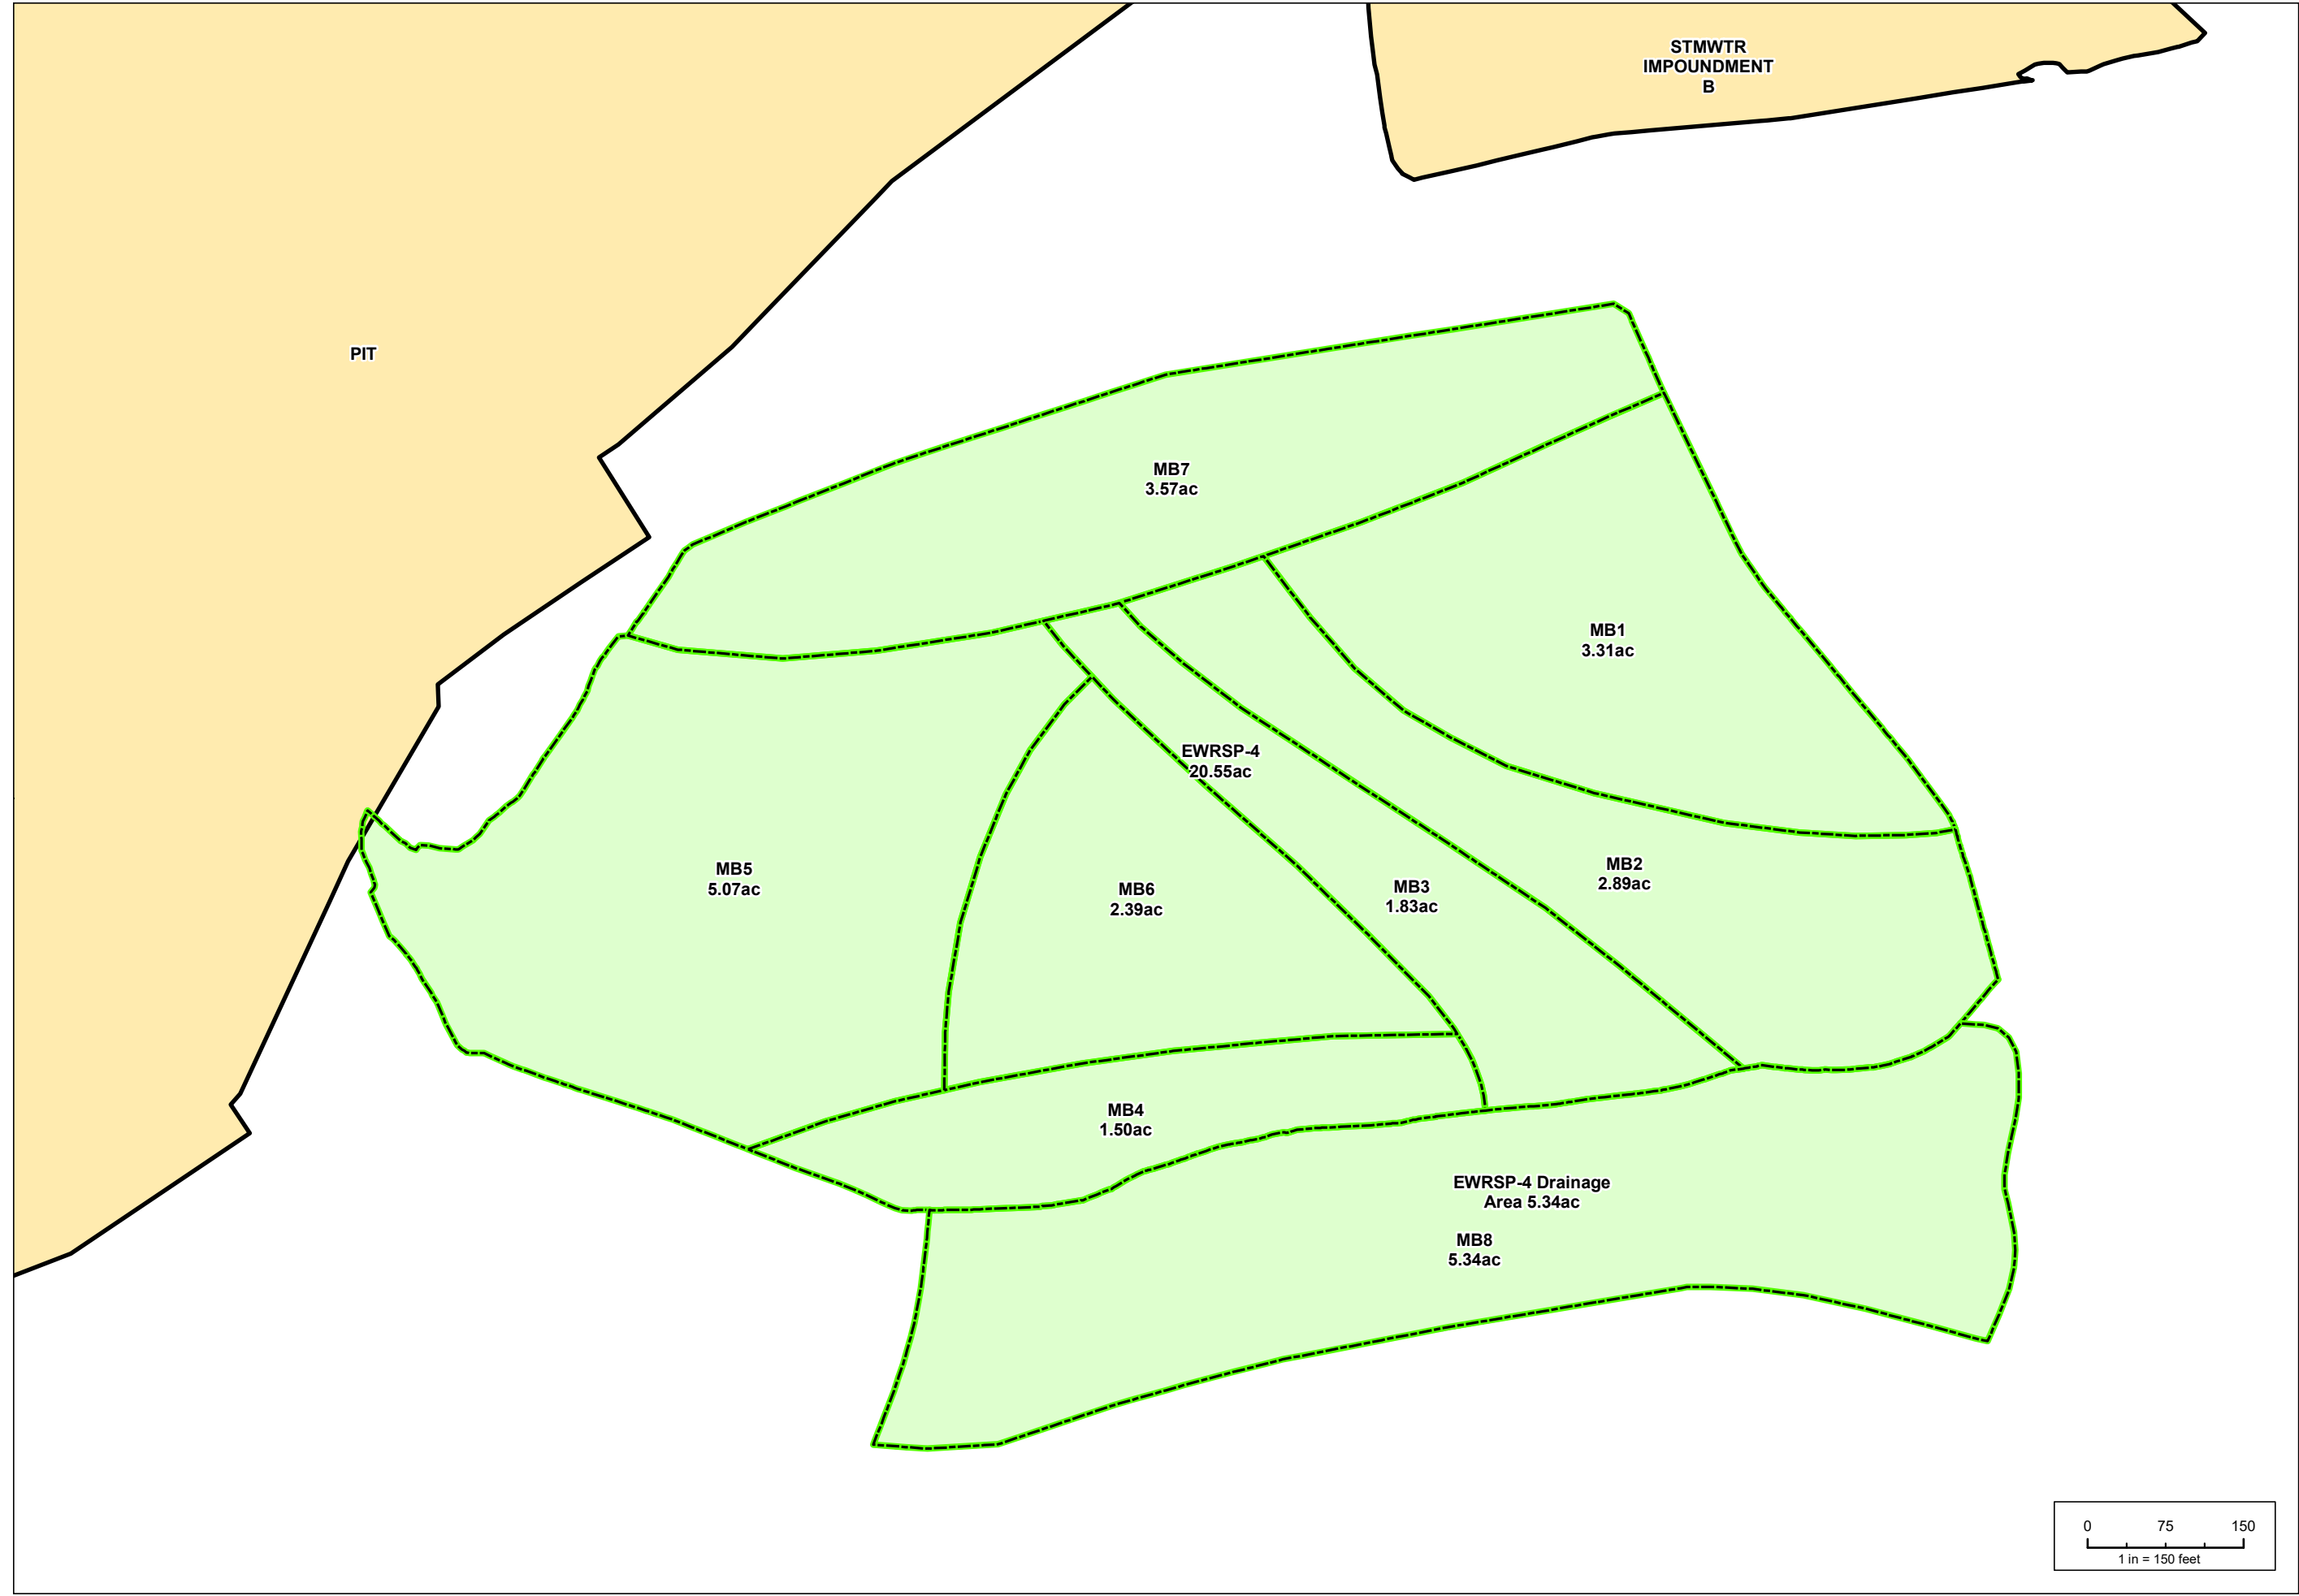 STMWTR
IMPOUNDMENT
B
PIT
MB7
3.57ac
MB1
3.31ac
EWRSP-4
20.55ac
MB2
2.89ac
MB5
5.07ac
MB6
2.39ac
MB3
1.83ac
MB4
1.50ac
EWRSP-4 Drainage
Area 5.34ac
MB8
5.34ac
0 75 150
1 in = 150 feet